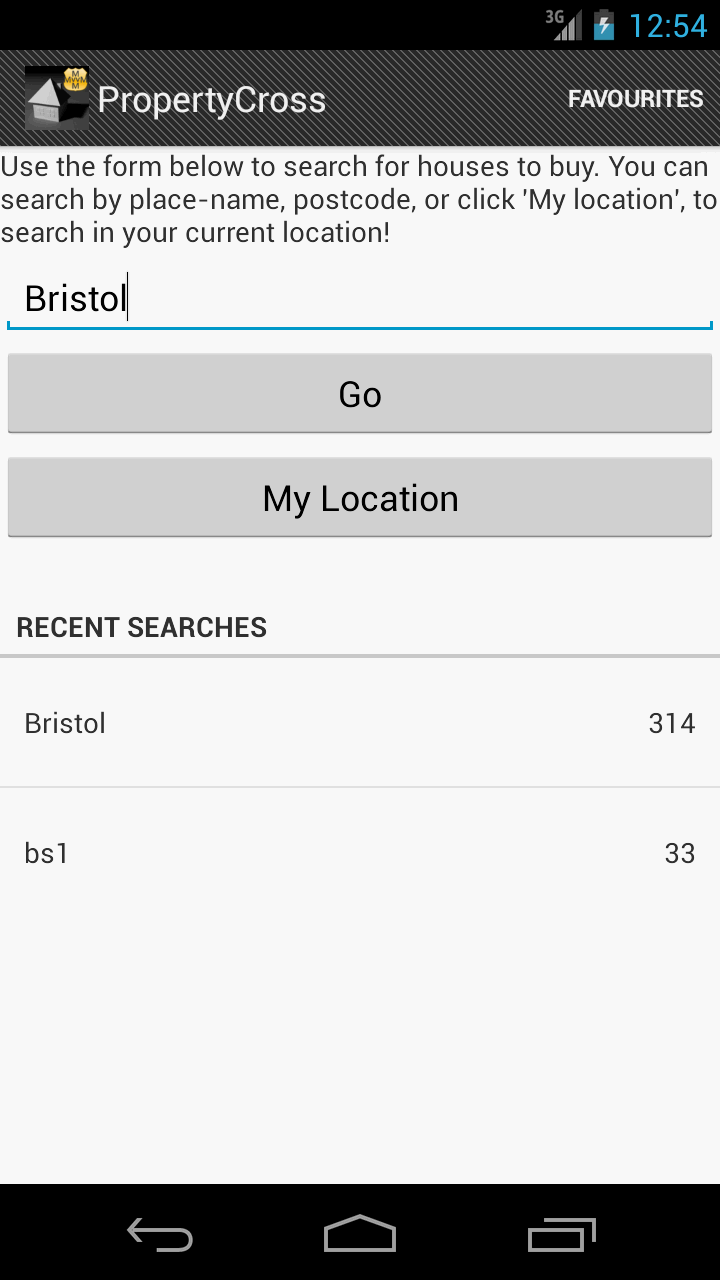 3G 12:54
PropertyCross FAVOURITES
Use the form below to search for houses to buy. You can
search by place-name, postcode, or click 'My location', to
search in your current location!
Bristol
Go
My Location
RECENT SEARCHES
Bristol 314
bs1 33